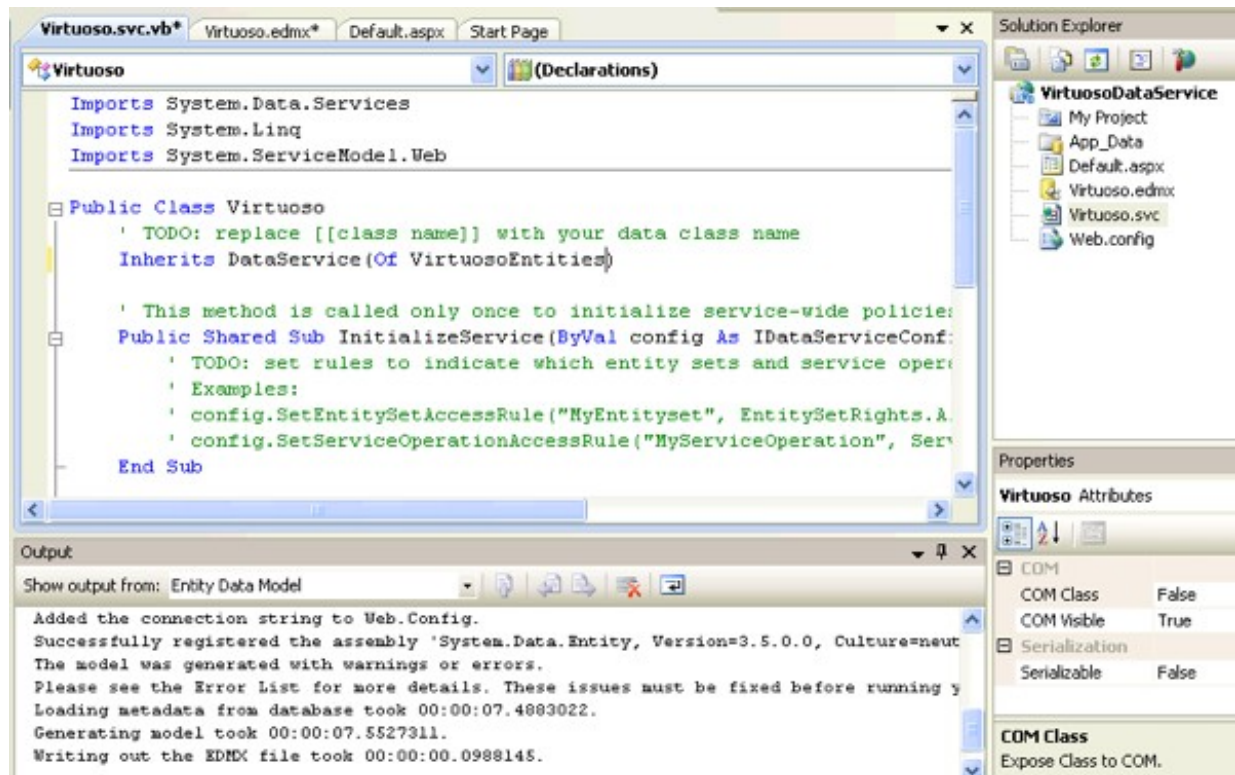 Virtuoso.svc.vb* Virtuoso.edmx* Default.aspx Start Page
Virtuoso (Declarations)
Imports System.Data.Services
Imports System.Linq
Imports System.ServiceModel.Web
Public Class Virtuoso
' TODO: replace [[class name]] with your data class name
Inherits DataService(Of VirtuosoEntities)
' This method is called only once to initialize service-wide policies
Public Shared Sub InitializeService(ByVal config As IDataServiceConf
' TODO: set rules to indicate which entity sets and service oper
' Examples:
' config.SetEntitySetAccessRule("MyEntityset", EntitySetRights.A
' config.SetServiceOperationAccessRule("MyServiceOperation", Ser
End Sub
Output
Show output from: Entity Data Model
Added the connection string to Web.Config.
Successfully registered the assembly 'System.Data.Entity, Version=3.5.0.0, Culture=neut
The model was generated with warnings or errors.
Please see the Error List for more details. These issues must be fixed before running y
Loading metadata from database took 00:00:07.4883022.
Generating model took 00:00:07.5527311.
Writing out the EDMX file took 00:00:00.0988145.
Solution Explorer
VirtuosoDataService
My Project
App_Data
Default.aspx
Virtuoso.edmx
Virtuoso.svc
Web.config
Properties
Virtuoso Attributes
COM
COM Class False
COM Visible True
Serialization
Serializable False
COM Class
Expose Class to COM.